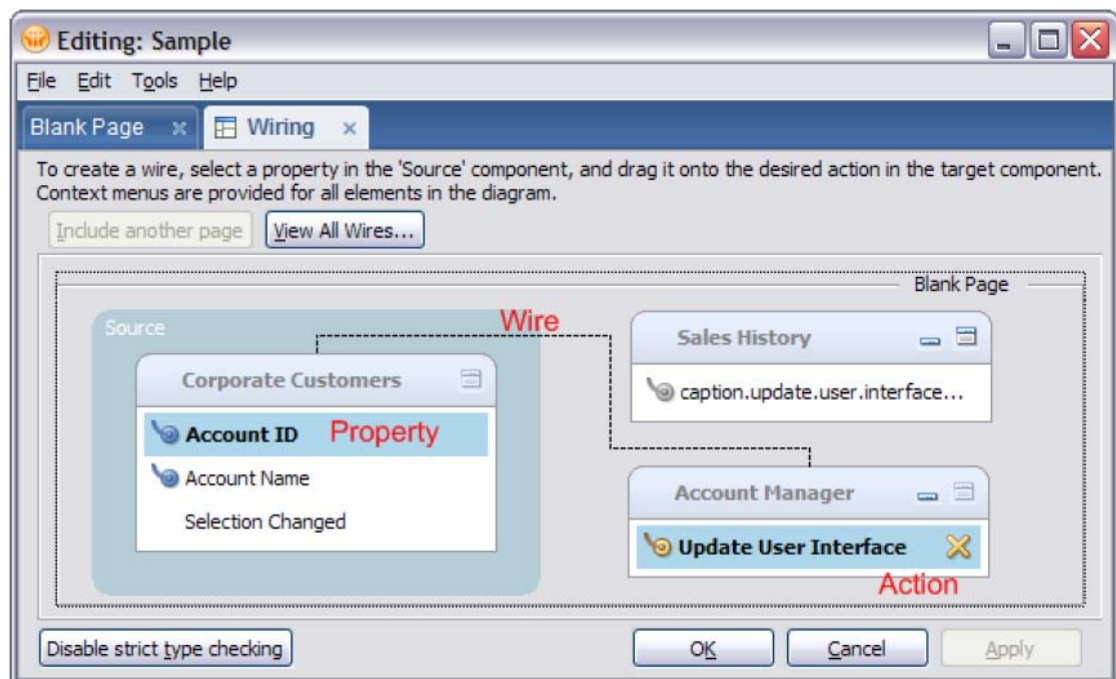 Editing: Sample
File Edit Tools Help
Blank Page Wiring
To create a wire, select a property in the 'Source' component, and drag it onto the desired action in the target component.
Context menus are provided for all elements in the diagram.
Include another page View All Wires...
Blank Page
Source
Wire
Sales History
Corporate Customers
caption.update.user.interface...
Account ID Property
Account Name
Account Manager
Selection Changed
Update User Interface
Action
Disable strict type checking OK Cancel Apply